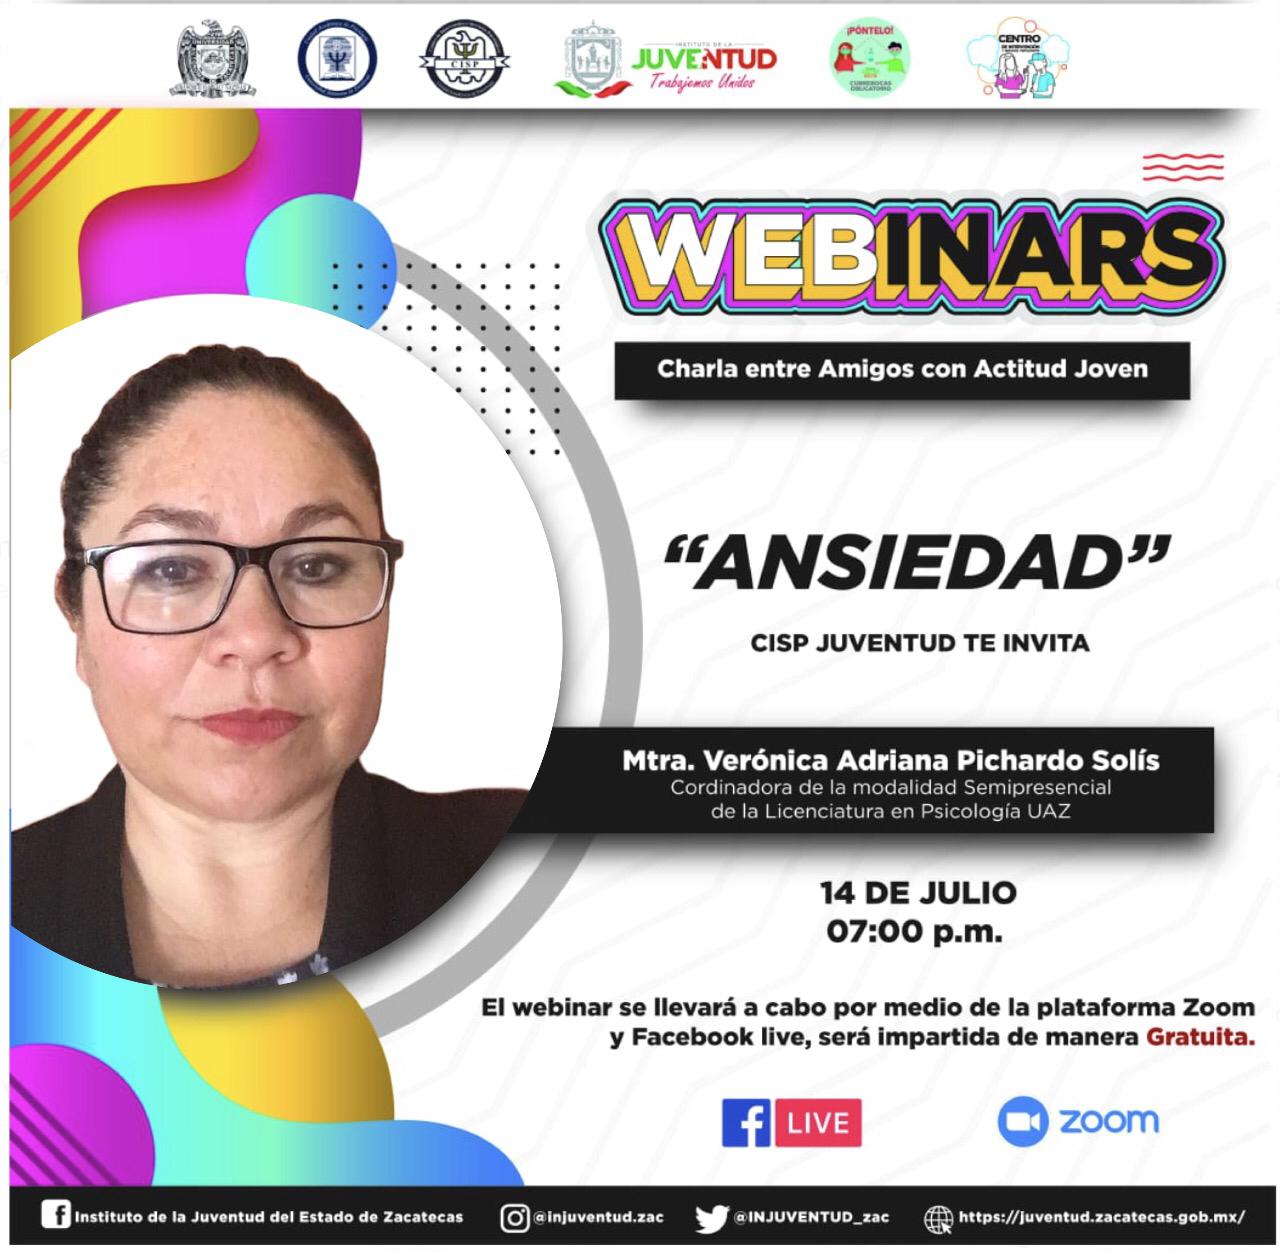 CISP
INSTITUTO DE LA
JUVENTUD
Trabajemos Unidos
¡PÓNTELO!
CUBREBOCAS
OBLIGATORIO
CENTRO
DE INTERVENCIÓN
WEBINARS
Charla entre Amigos con Actitud Joven
“ANSIEDAD”
CISP JUVENTUD TE INVITA
Mtra. Verónica Adriana Pichardo Solís
Cordinadora de la modalidad Semipresencial
de la Licenciatura en Psicología UAZ
14 DE JULIO
07:00 p.m.
El webinar se llevará a cabo por medio de la plataforma Zoom
y Facebook live, será impartida de manera Gratuita.
f LIVE
zoom
f Instituto de la Juventud del Estado de Zacatecas
@injuventud.zac
@INJUVENTUD_zac
https://juventud.zacatecas.gob.mx/